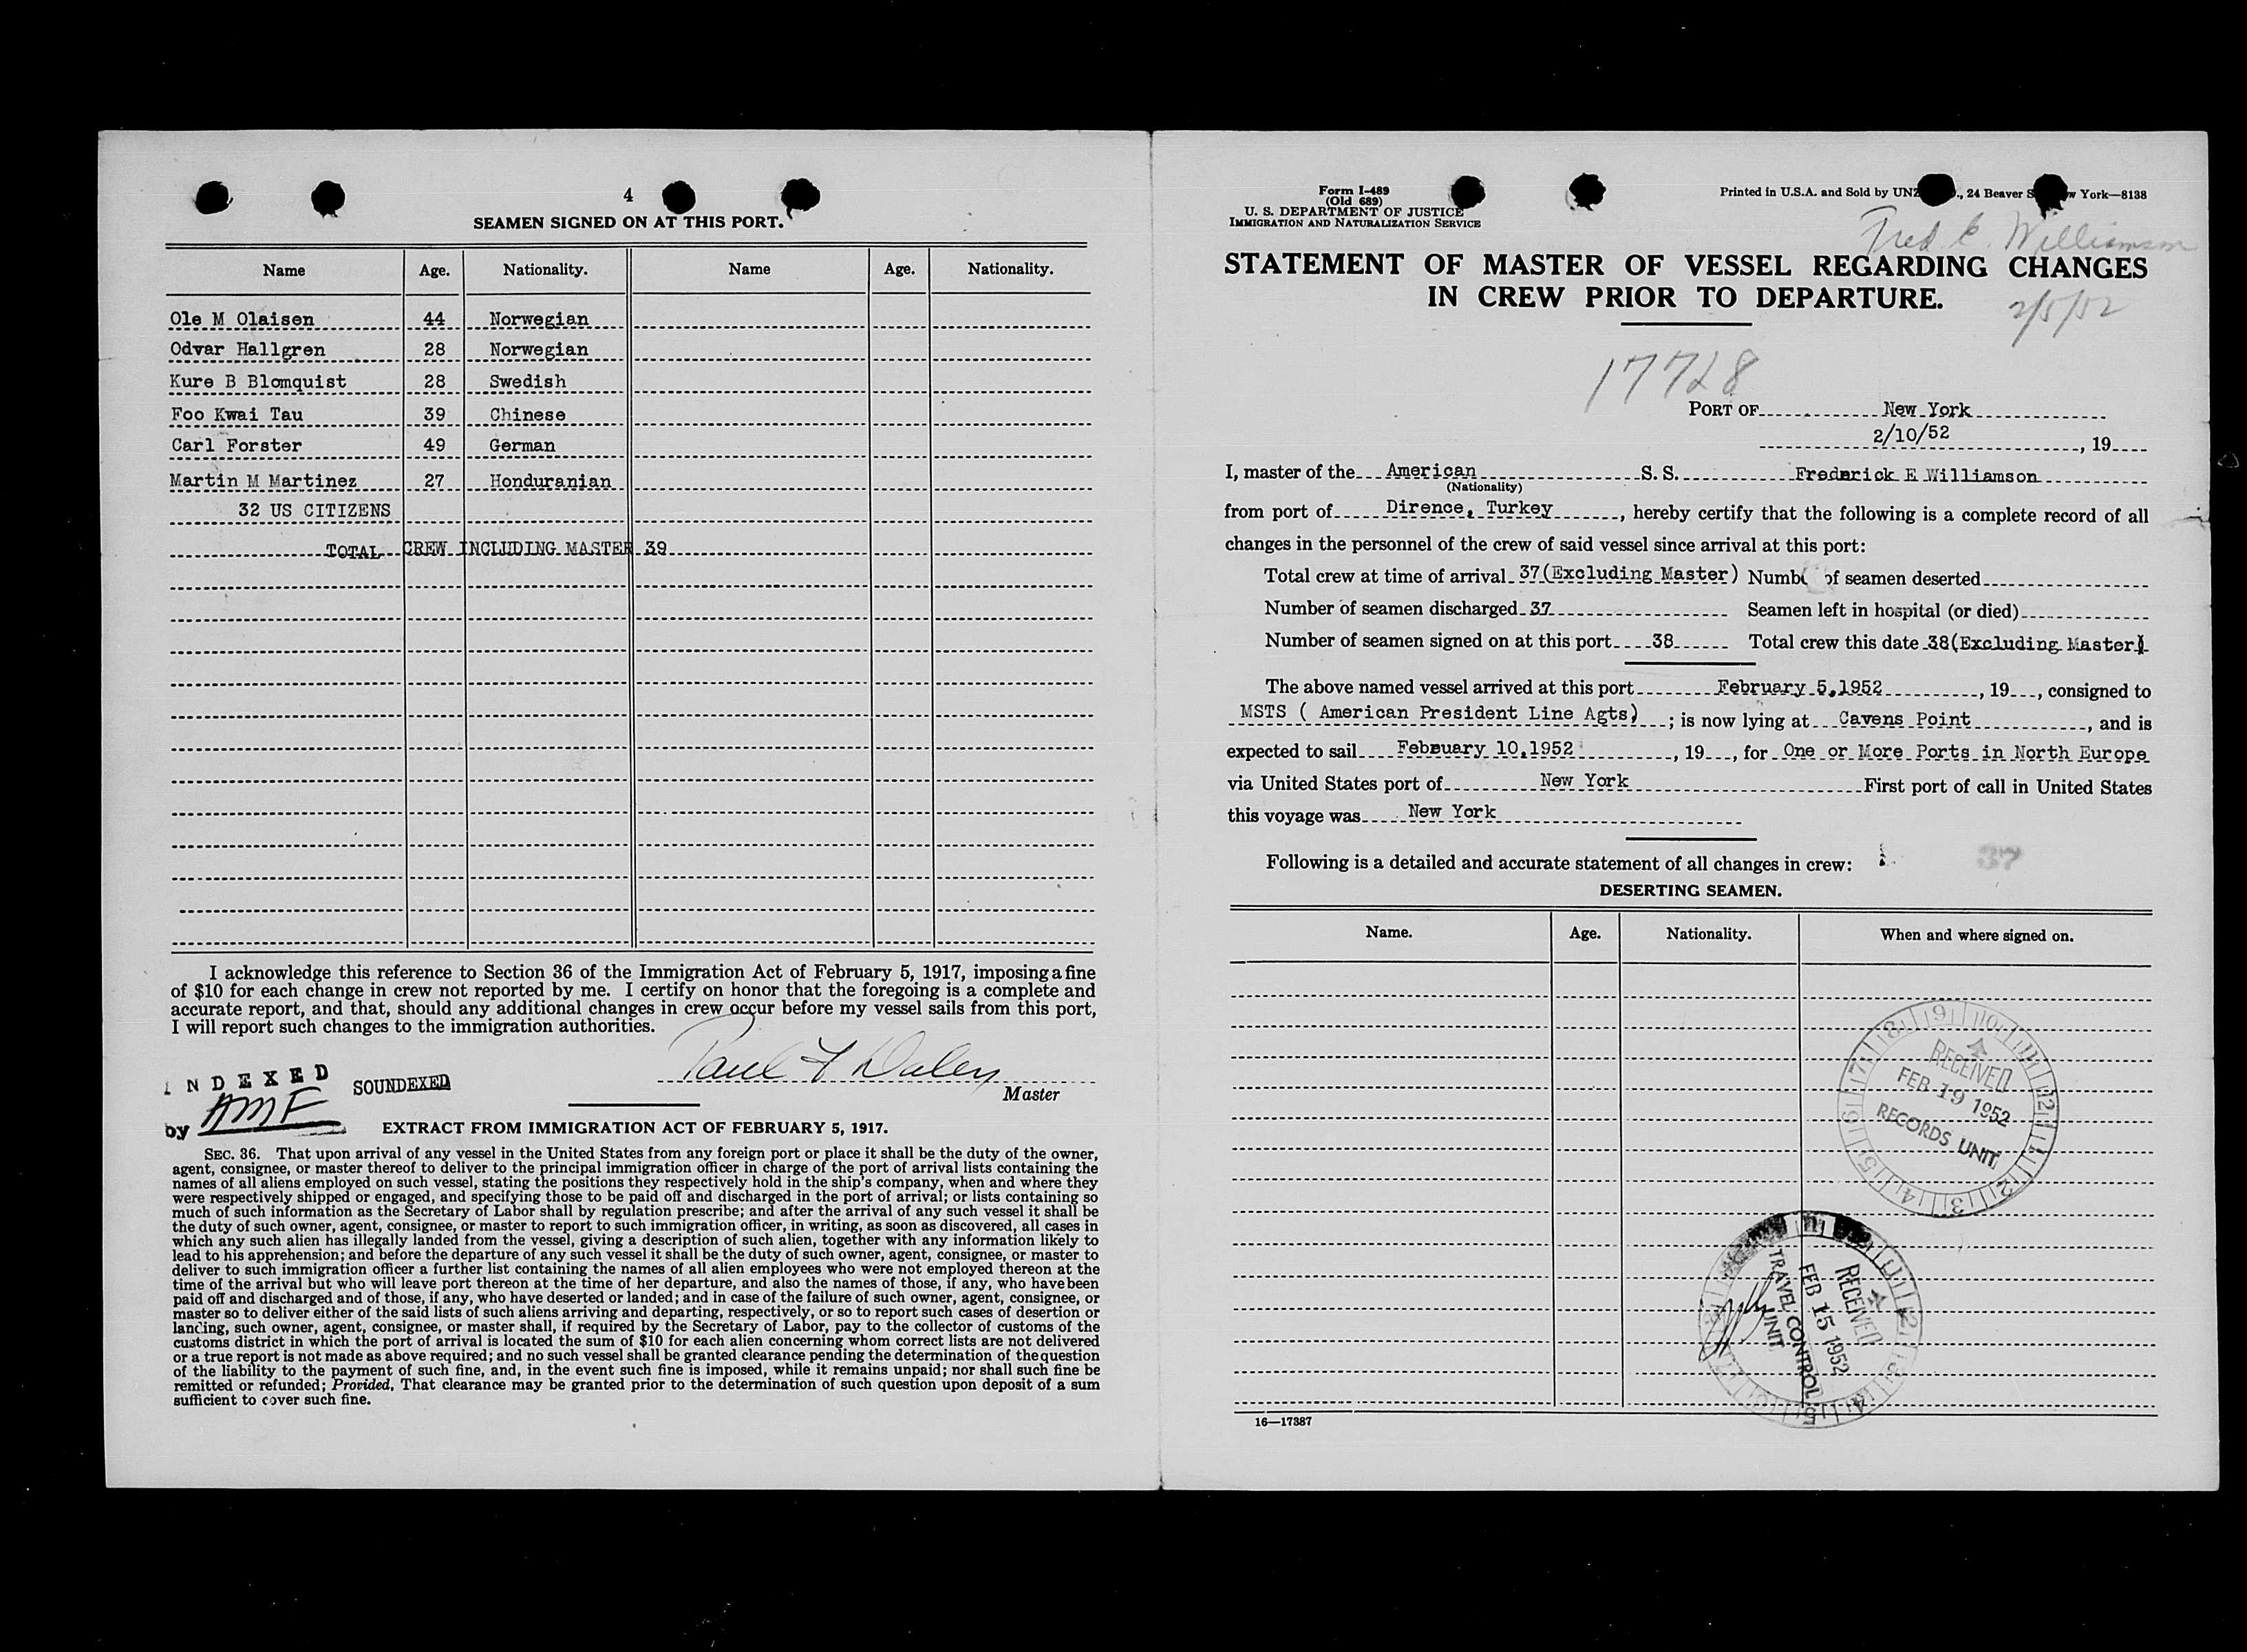 4
SEAMEN SIGNED ON AT THIS PORT.
Name Age. Nationality. Name Age. Nationality.
Ole M Olaisen 44 Norwegian
Odvar Hallgren 28 Norwegian
Kure B Blomquist 28 Swedish
Foo Kwai Tau 39 Chinese
Carl Forster 49 German
Martin M Martinez 27 Honduranian
32 US CITIZENS
TOTAL CREW INCLUDING MASTER 39
I acknowledge this reference to Section 36 of the Immigration Act of February 5, 1917, imposing a fine
of $10 for each change in crew not reported by me. I certify on honor that the foregoing is a complete and
accurate report, and that, should any additional changes in crew occur before my vessel sails from this port,
I will report such changes to the immigration authorities.
Paul F Daley
Master
INDEXED
SOUNDEXED
by AMF
EXTRACT FROM IMMIGRATION ACT OF FEBRUARY 5, 1917.
SEC. 36. That upon arrival of any vessel in the United States from any foreign port or place it shall be the duty of the owner,
agent, consignee, or master thereof to deliver to the principal immigration officer in charge of the port of arrival lists containing the
names of all aliens employed on such vessel, stating the positions they respectively hold in the ship's company, when and where they
were respectively shipped or engaged, and specifying those to be paid off and discharged in the port of arrival; or lists containing so
much of such information as the Secretary of Labor shall by regulation prescribe; and after the arrival of any such vessel it shall be
the duty of such owner, agent, consignee, or master to report to such immigration officer, in writing, as soon as discovered, all cases in
which any such alien has illegally landed from the vessel, giving a description of such alien, together with any information likely to
lead to his apprehension; and before the departure of any such vessel it shall be the duty of such owner, agent, consignee, or master to
deliver to such immigration officer a further list containing the names of all alien employees who were not employed thereon at the
time of the arrival but who will leave port thereon at the time of her departure, and also the names of those, if any, who have been
paid off and discharged and of those, if any, who have deserted or landed; and in case of the failure of such owner, agent, consignee, or
master so to deliver either of the said lists of such aliens arriving and departing, respectively, or so to report such cases of desertion or
landing, such owner, agent, consignee, or master shall, if required by the Secretary of Labor, pay to the collector of customs of the
customs district in which the port of arrival is located the sum of $10 for each alien concerning whom correct lists are not delivered
or a true report is not made as above required; and no such vessel shall be granted clearance pending the determination of the question
of the liability to the payment of such fine, and, in the event such fine is imposed, while it remains unpaid; nor shall such fine be
remitted or refunded; Provided, That clearance may be granted prior to the determination of such question upon deposit of a sum
sufficient to cover such fine.
Form I-489
(Old 689)
U. S. DEPARTMENT OF JUSTICE
IMMIGRATION AND NATURALIZATION SERVICE
Printed in U.S.A. and Sold by UNZ , 24 Beaver S w York—8138
Fred E. Williamson
STATEMENT OF MASTER OF VESSEL REGARDING CHANGES
IN CREW PRIOR TO DEPARTURE.
2/5/52
17728
PORT OF New York
2/10/52 , 19
I, master of the American S. S. Frederick E Williamson
(Nationality)
from port of Dirence, Turkey , hereby certify that the following is a complete record of all
changes in the personnel of the crew of said vessel since arrival at this port:
Total crew at time of arrival 37(Excluding Master) Numbe of seamen deserted
Number of seamen discharged 37 Seamen left in hospital (or died)
Number of seamen signed on at this port 38 Total crew this date 38(Excluding Master)
The above named vessel arrived at this port February 5,1952 , 19 , consigned to
MSTS ( American President Line Agts) ; is now lying at Cavens Point , and is
expected to sail February 10,1952 , 19 , for One or More Ports in North Europe
via United States port of New York First port of call in United States
this voyage was New York
Following is a detailed and accurate statement of all changes in crew:
37
DESERTING SEAMEN.
Name. Age. Nationality. When and where signed on.
RECEIVED
FEB 19 1952
RECORDS UNIT
RECEIVED
FEB 15 1952
TRAVEL CONTROL
UNIT
16—17387